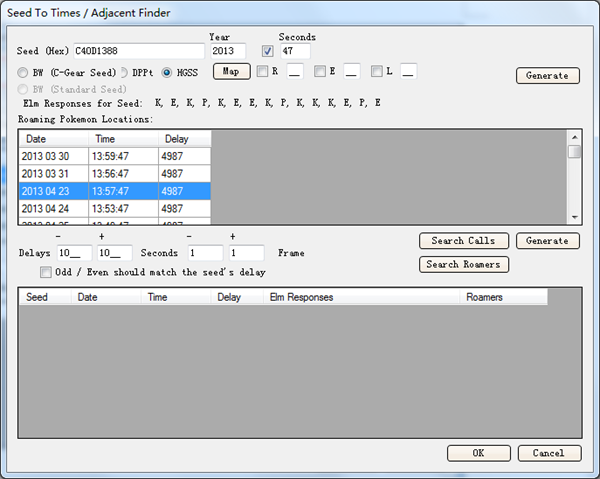 Seed To Times / Adjacent Finder
Year Seconds
Seed (Hex) C40D1388 2013 47
BW (C-Gear Seed) DPPt HGSS Map R __ E __ L __ Generate
BW (Standard Seed)
Elm Responses for Seed: K, E, K, P, K, E, E, K, P, K, K, K, E, P, E
Roaming Pokemon Locations:
Date Time Delay
2013 03 30 13:59:47 4987
2013 03 31 13:56:47 4987
2013 04 23 13:57:47 4987
2013 04 24 13:53:47 4987
- + - + Search Calls Generate
Delays 10__ 10__ Seconds 1 1 Frame
Search Roamers
Odd / Even should match the seed's delay
Seed Date Time Delay Elm Responses Roamers
OK Cancel